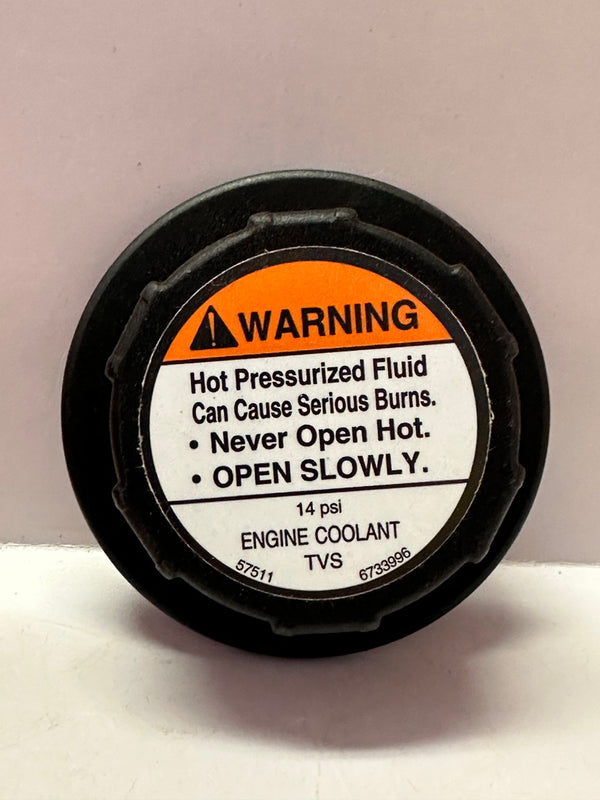 WARNING
Hot Pressurized Fluid
Can Cause Serious Burns.
• Never Open Hot.
• OPEN SLOWLY.
14 psi
ENGINE COOLANT
TVS
57511 6733996